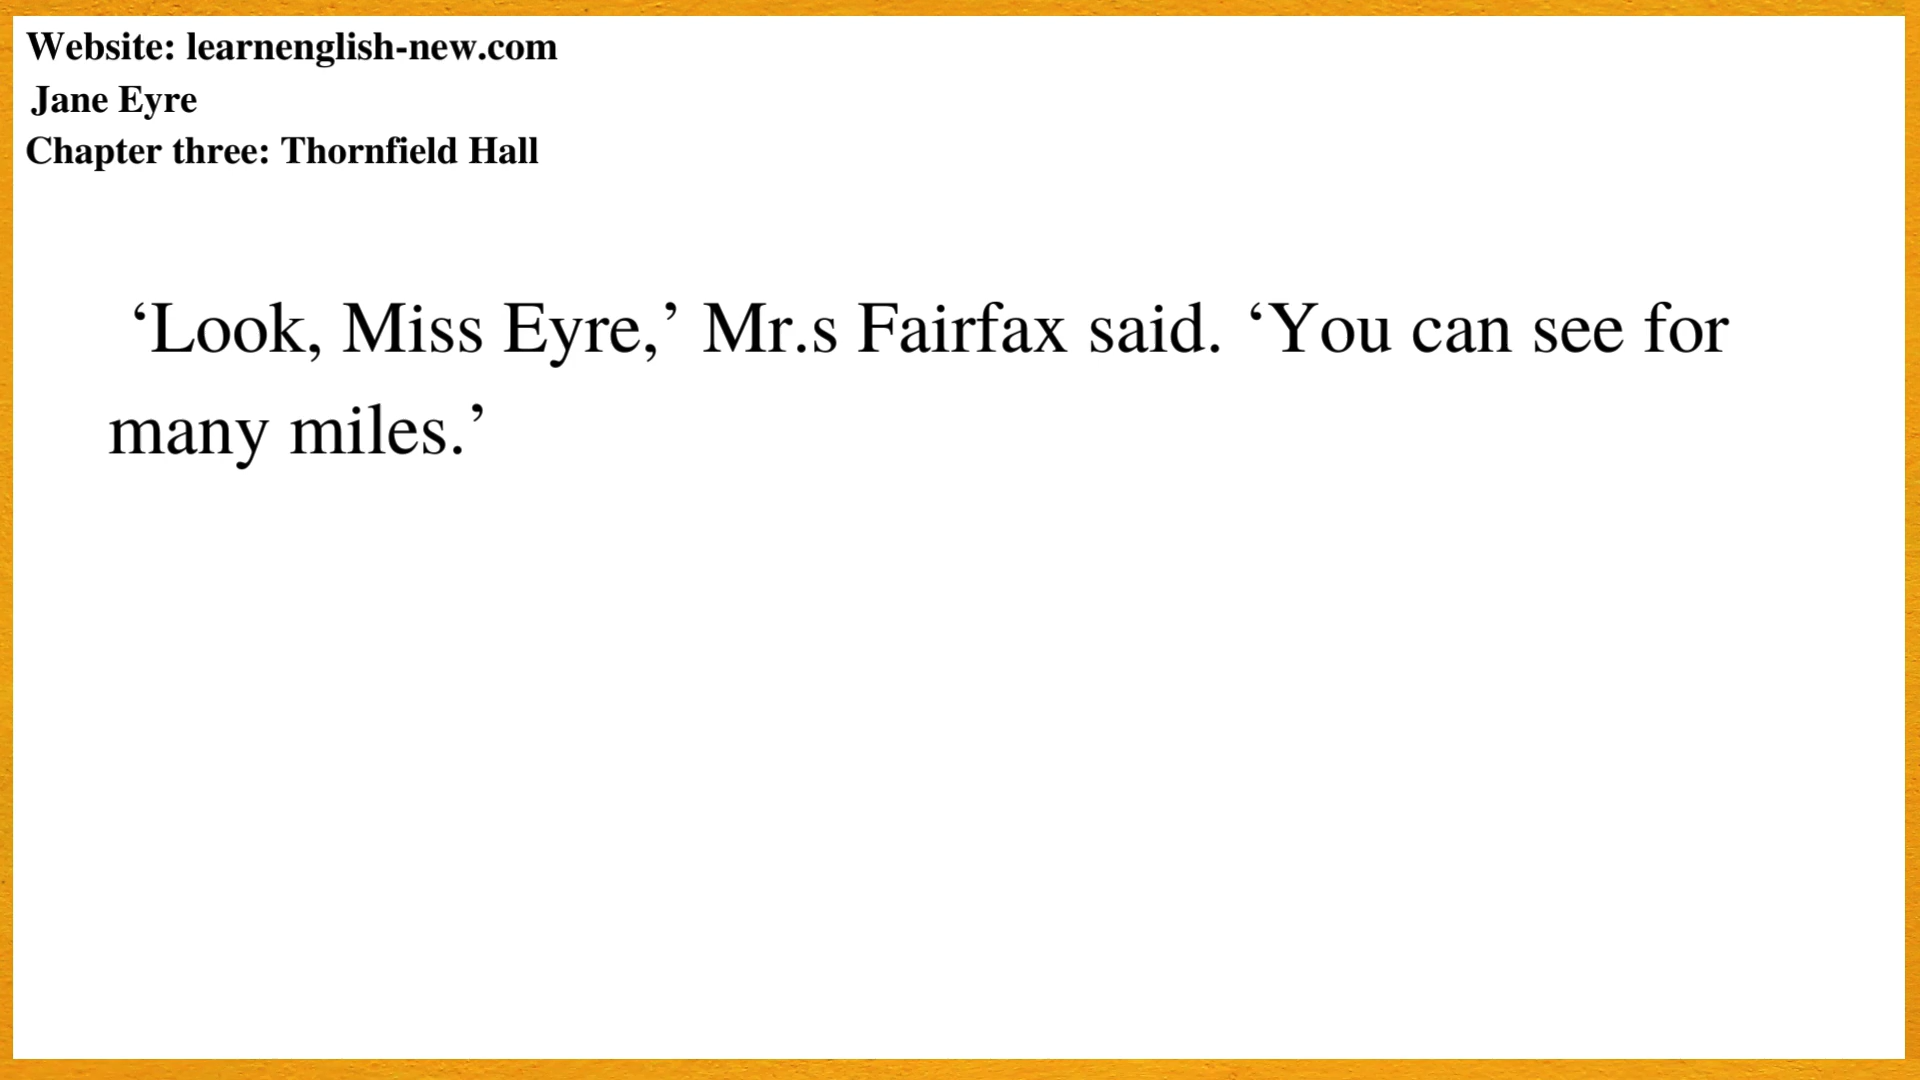 Website: learnenglish-new.com
Jane Eyre
Chapter three: Thornfield Hall
‘Look, Miss Eyre,’ Mr.s Fairfax said. ‘You can see for
many miles.’